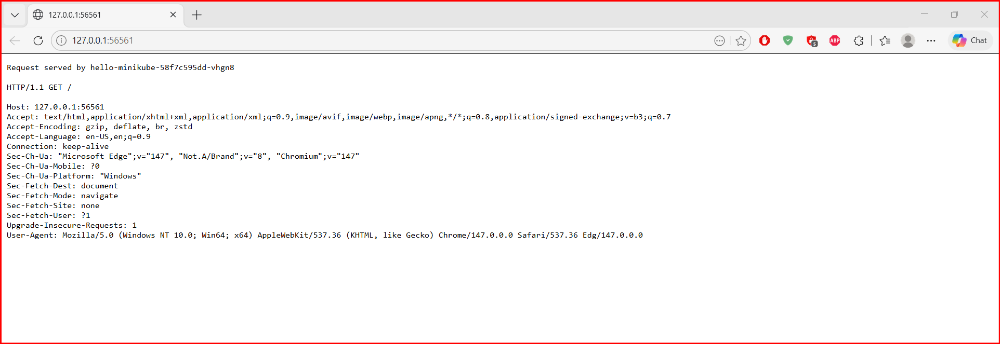 127.0.0.1:56561
127.0.0.1:56561
5
ABP
Chat
Request served by hello-minikube-58f7c595dd-vhgn8
HTTP/1.1 GET /
Host: 127.0.0.1:56561
Accept: text/html,application/xhtml+xml,application/xml;q=0.9,image/avif,image/webp,image/apng,*/*;q=0.8,application/signed-exchange;v=b3;q=0.7
Accept-Encoding: gzip, deflate, br, zstd
Accept-Language: en-US,en;q=0.9
Connection: keep-alive
Sec-Ch-Ua: "Microsoft Edge";v="147", "Not.A/Brand";v="8", "Chromium";v="147"
Sec-Ch-Ua-Mobile: ?0
Sec-Ch-Ua-Platform: "Windows"
Sec-Fetch-Dest: document
Sec-Fetch-Mode: navigate
Sec-Fetch-Site: none
Sec-Fetch-User: ?1
Upgrade-Insecure-Requests: 1
User-Agent: Mozilla/5.0 (Windows NT 10.0; Win64; x64) AppleWebKit/537.36 (KHTML, like Gecko) Chrome/147.0.0.0 Safari/537.36 Edg/147.0.0.0